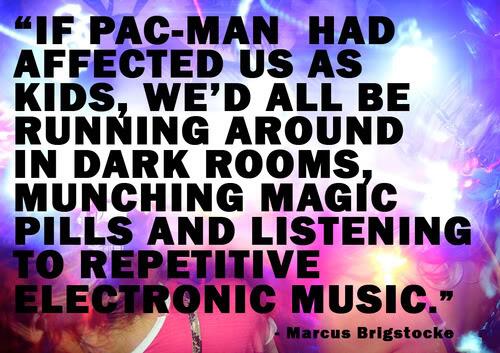 “IF PAC-MAN HAD
AFFECTED US AS
KIDS, WE’D ALL BE
RUNNING AROUND
IN DARK ROOMS,
MUNCHING MAGIC
PILLS AND LISTENING
TO REPETITIVE
ELECTRONIC MUSIC.”
- Marcus Brigstocke